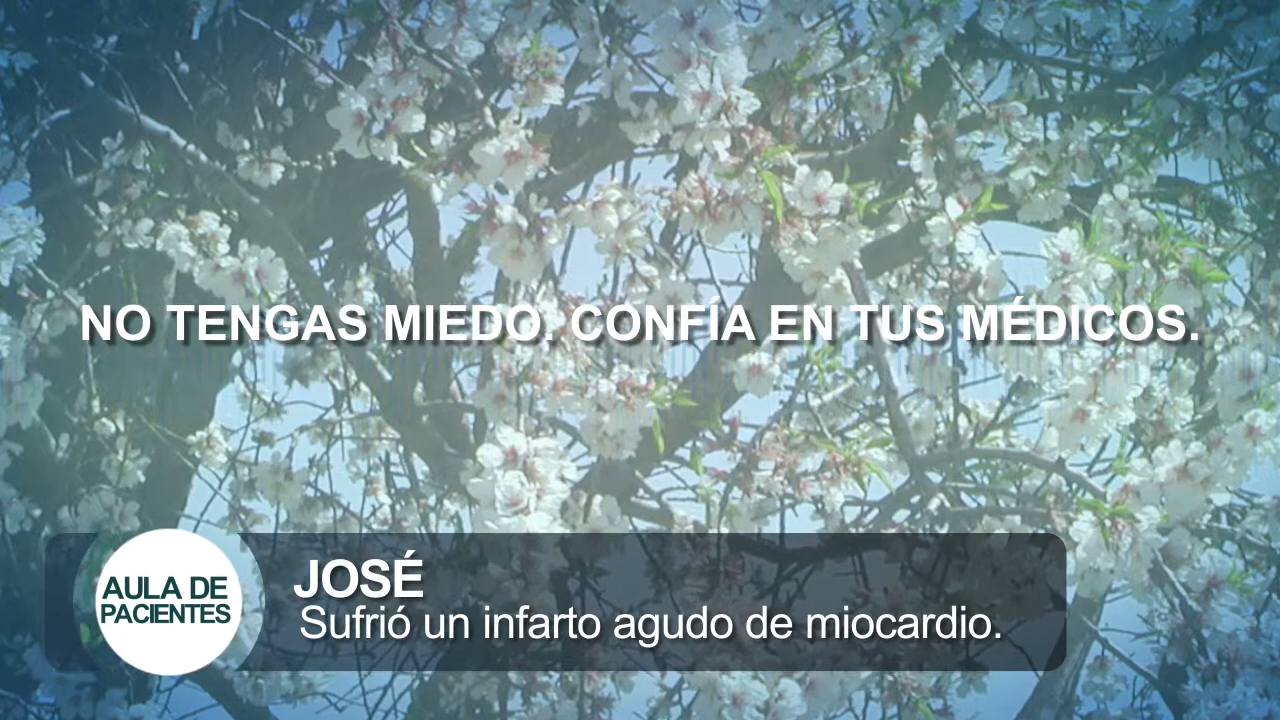 NO TENGAS MIEDO. CONFÍA EN TUS MÉDICOS.
JOSÉ
AULA DE
PACIENTES
Sufrió un infarto agudo de miocardio.